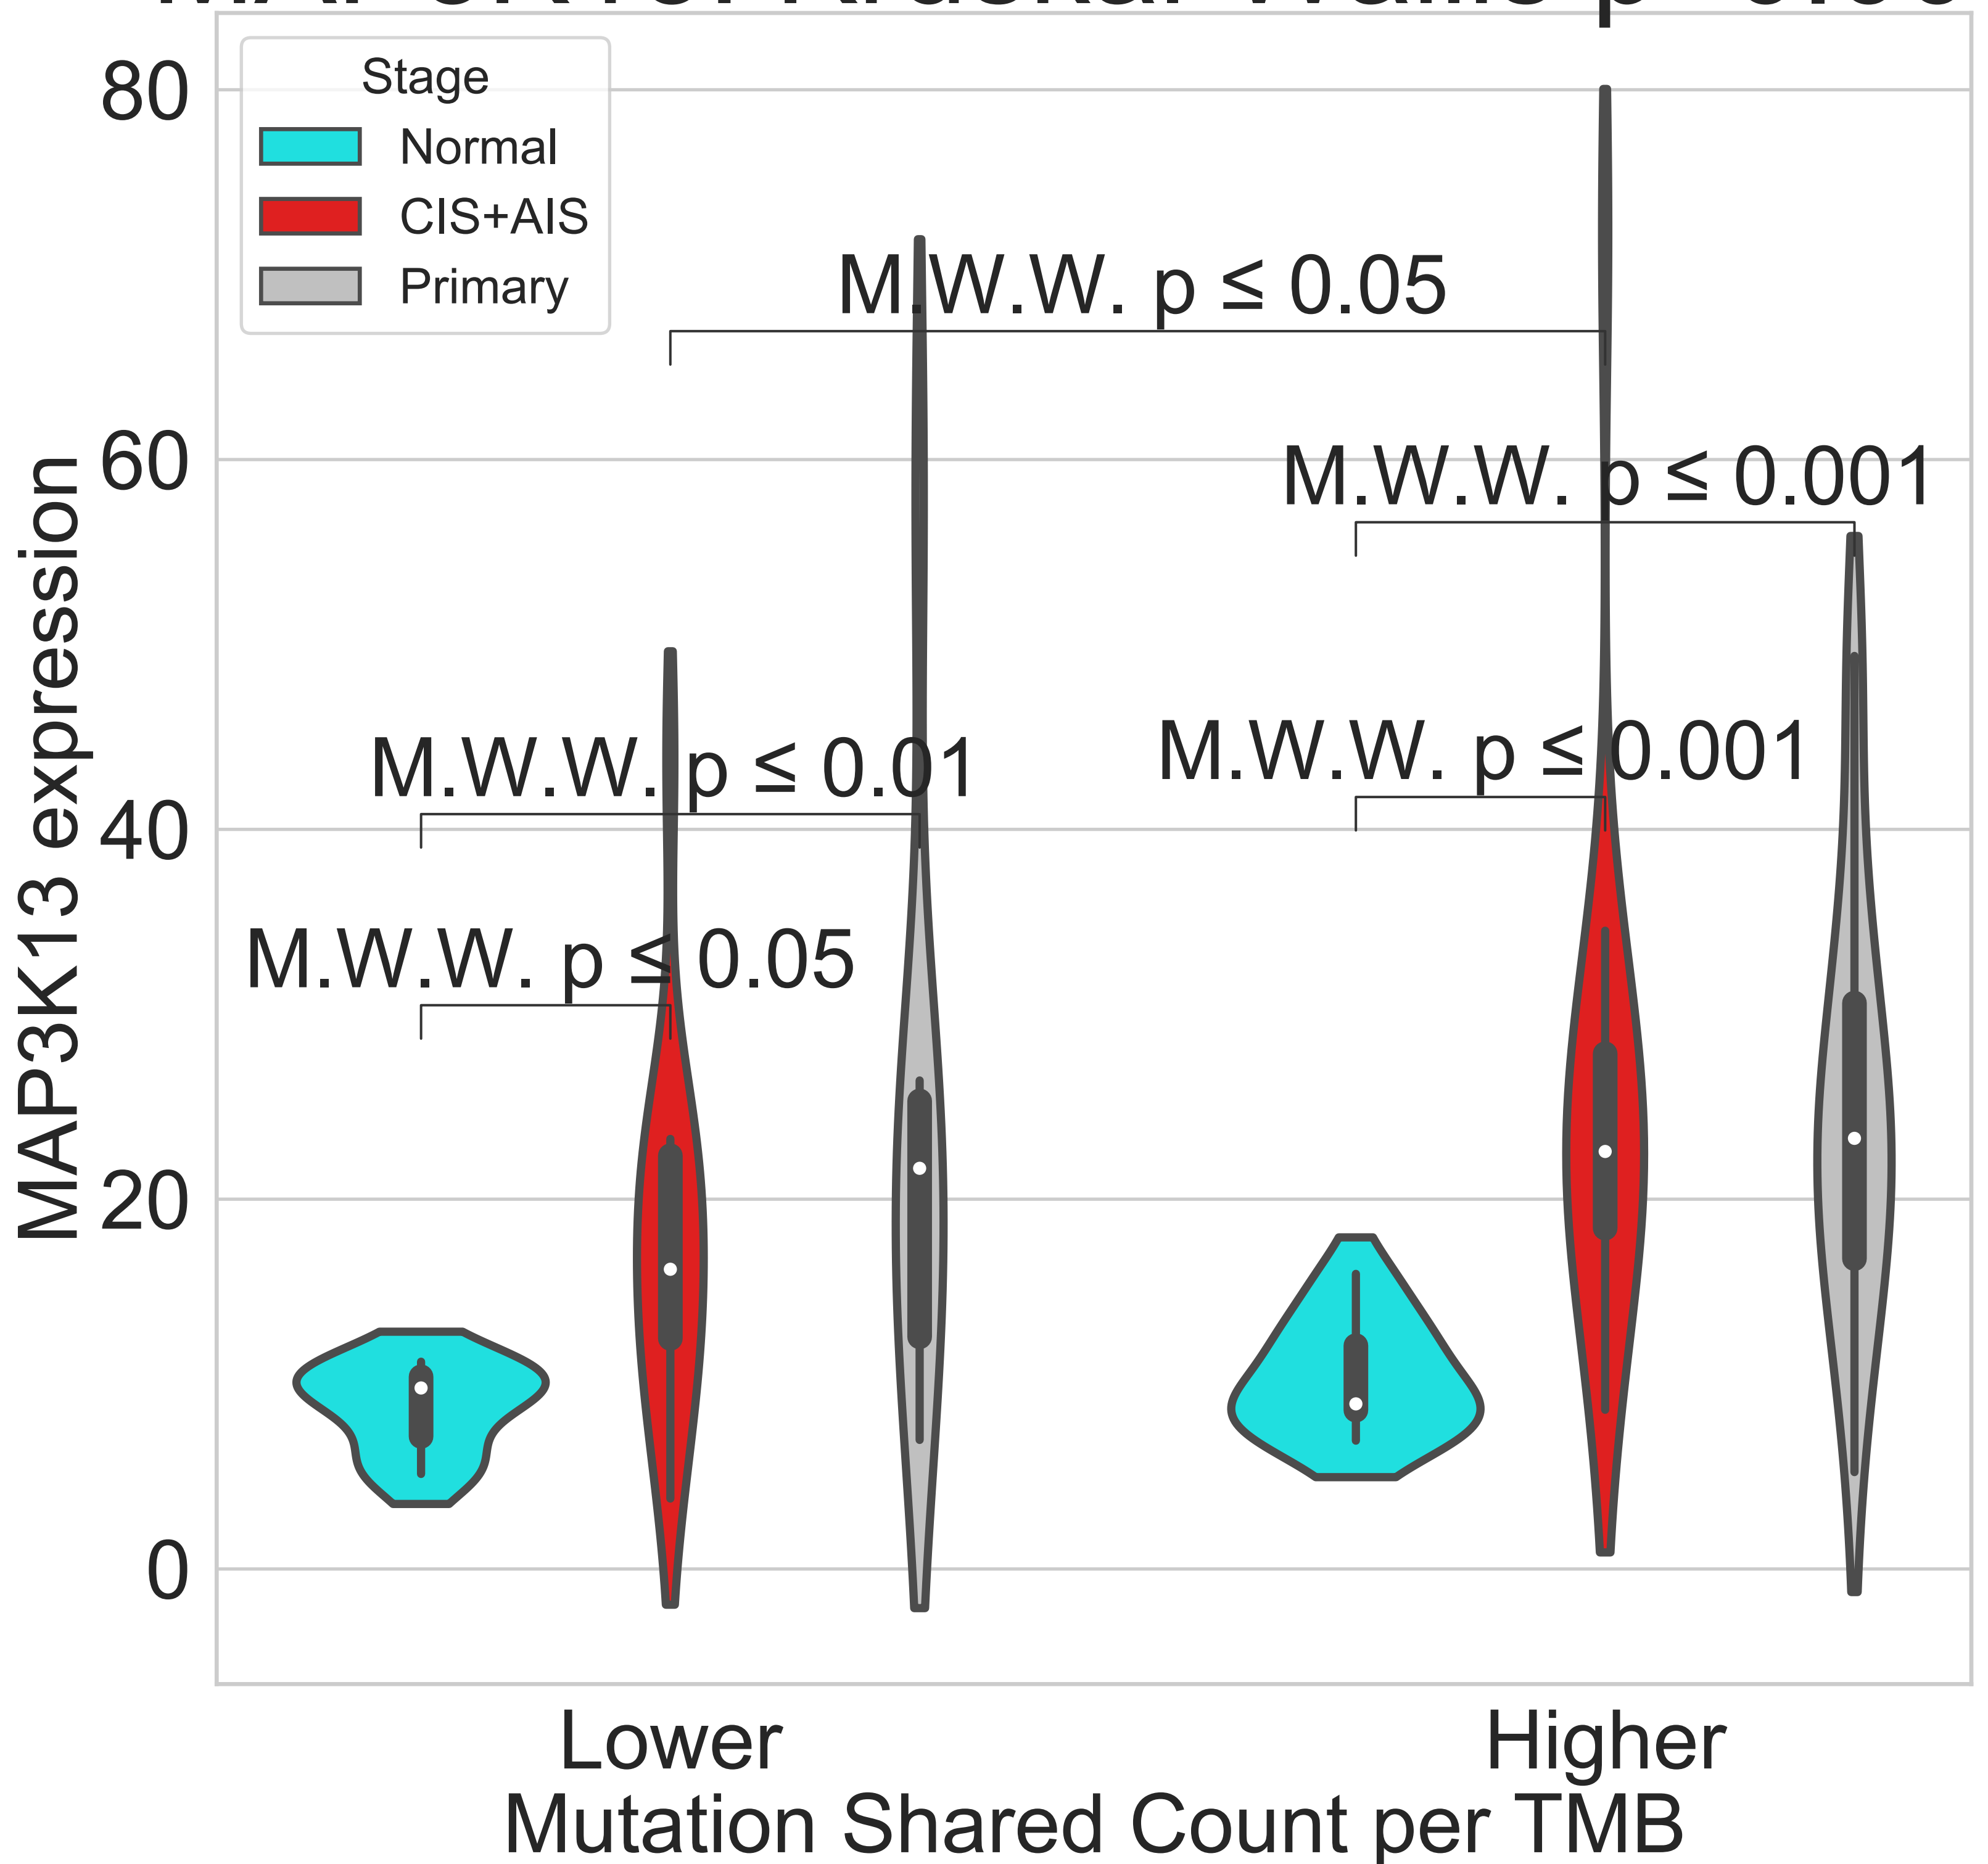 Stage
Normal
CIS+AIS
Primary
80
60
40
20
0
MAP3K13 expression
M.W.W. p ≤ 0.05
M.W.W. p ≤ 0.001
M.W.W. p ≤ 0.01
M.W.W. p ≤ 0.001
M.W.W. p ≤ 0.05
Lower
Higher
Mutation Shared Count per TMB